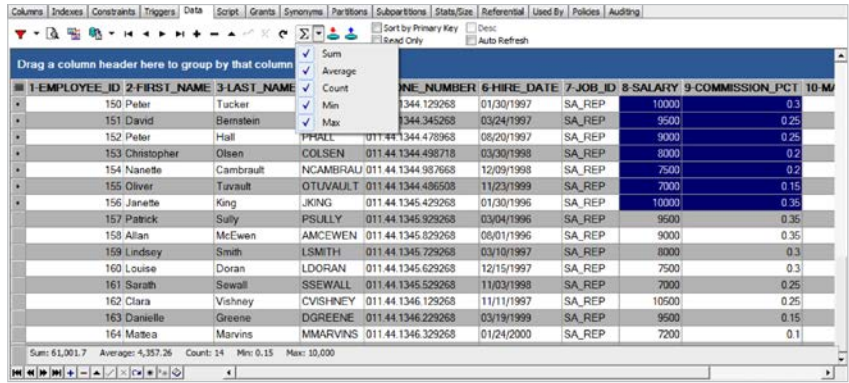 Columns Indexes Constraints Triggers Data Script Grants Synonyms Partitions Subpartitions Stats/Size Referential Used By Policies Auditing
Sort by Primary Key Desc
Read Only Auto Refresh
Sum
Average
Count
Min
Max
Drag a column header here to group by that column
1-EMPLOYEE_ID 2-FIRST_NAME 3-LAST_NAME ONE_NUMBER 6-HIRE_DATE 7-JOB_ID 8-SALARY 9-COMMISSION_PCT 10-M
150 Peter Tucker 1344.129268 01/30/1997 SA_REP 10000 0.3
151 David Bernstein 1344.345268 03/24/1997 SA_REP 9500 0.25
152 Peter Hall PHALL 011.44.1344.478968 08/20/1997 SA_REP 9000 0.25
153 Christopher Olsen COLSEN 011.44.1344.498718 03/30/1998 SA_REP 8000 0.2
154 Nanette Cambrault NCAMBRAU 011.44.1344.987668 12/09/1998 SA_REP 7500 0.2
155 Oliver Tuvault OTUVAULT 011.44.1344.486508 11/23/1999 SA_REP 7000 0.15
156 Janette King JKING 011.44.1345.429268 01/30/1996 SA_REP 10000 0.35
157 Patrick Sully PSULLY 011.44.1345.929268 03/04/1996 SA_REP 9500 0.35
158 Allan McEwen AMCEWEN 011.44.1345.829268 08/01/1996 SA_REP 9000 0.35
159 Lindsey Smith LSMITH 011.44.1345.729268 03/10/1997 SA_REP 8000 0.3
160 Louise Doran LDORAN 011.44.1345.629268 12/15/1997 SA_REP 7500 0.3
161 Sarath Sewall SSEWALL 011.44.1345.529268 11/03/1998 SA_REP 7000 0.25
162 Clara Vishney CVISHNEY 011.44.1346.129268 11/11/1997 SA_REP 10500 0.25
163 Danielle Greene DGREENE 011.44.1346.229268 03/19/1999 SA_REP 9500 0.15
164 Mattea Marvins MMARVINS 011.44.1346.329268 01/24/2000 SA_REP 7200 0.1
Sum: 61,001.7 Average: 4,357.26 Count: 14 Min: 0.15 Max: 10,000